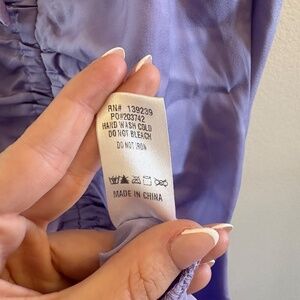 RN# 139239
PO#203742
HAND WASH COLD
DO NOT BLEACH
DO NOT IRON
MADE IN CHINA